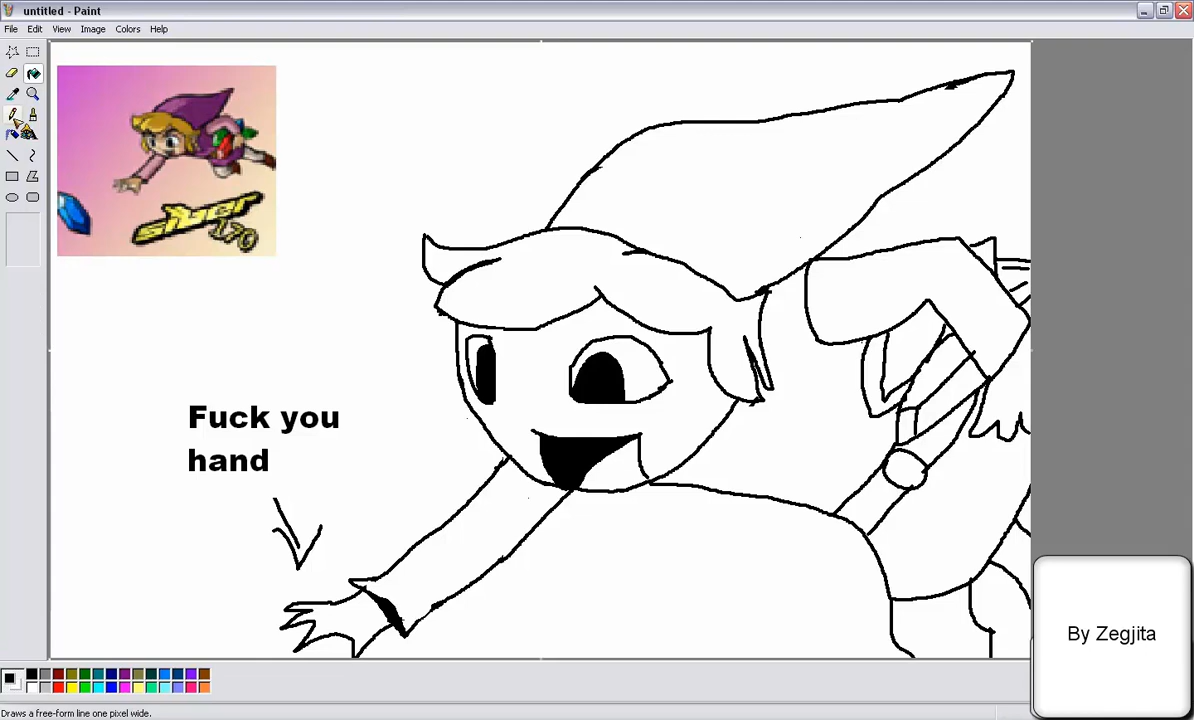 untitled - Paint
File Edit View Image Colors Help
silver
170
Fuck you
hand
By Zegjita
Draws a free-form line one pixel wide.